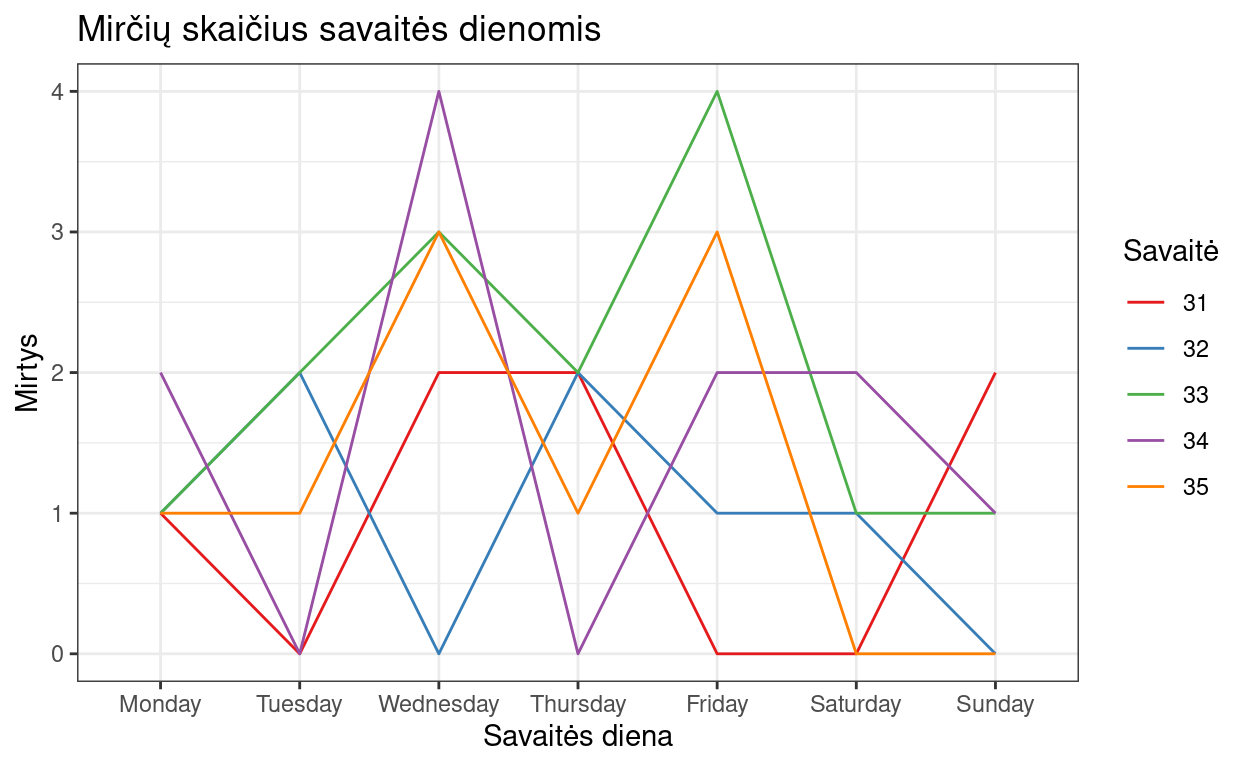 Mirčių skaičius savaitės dienomis
Mirtys
4
3
2
1
0
Monday Tuesday Wednesday Thursday Friday Saturday Sunday
Savaitės diena
Savaitė
31
32
33
34
35